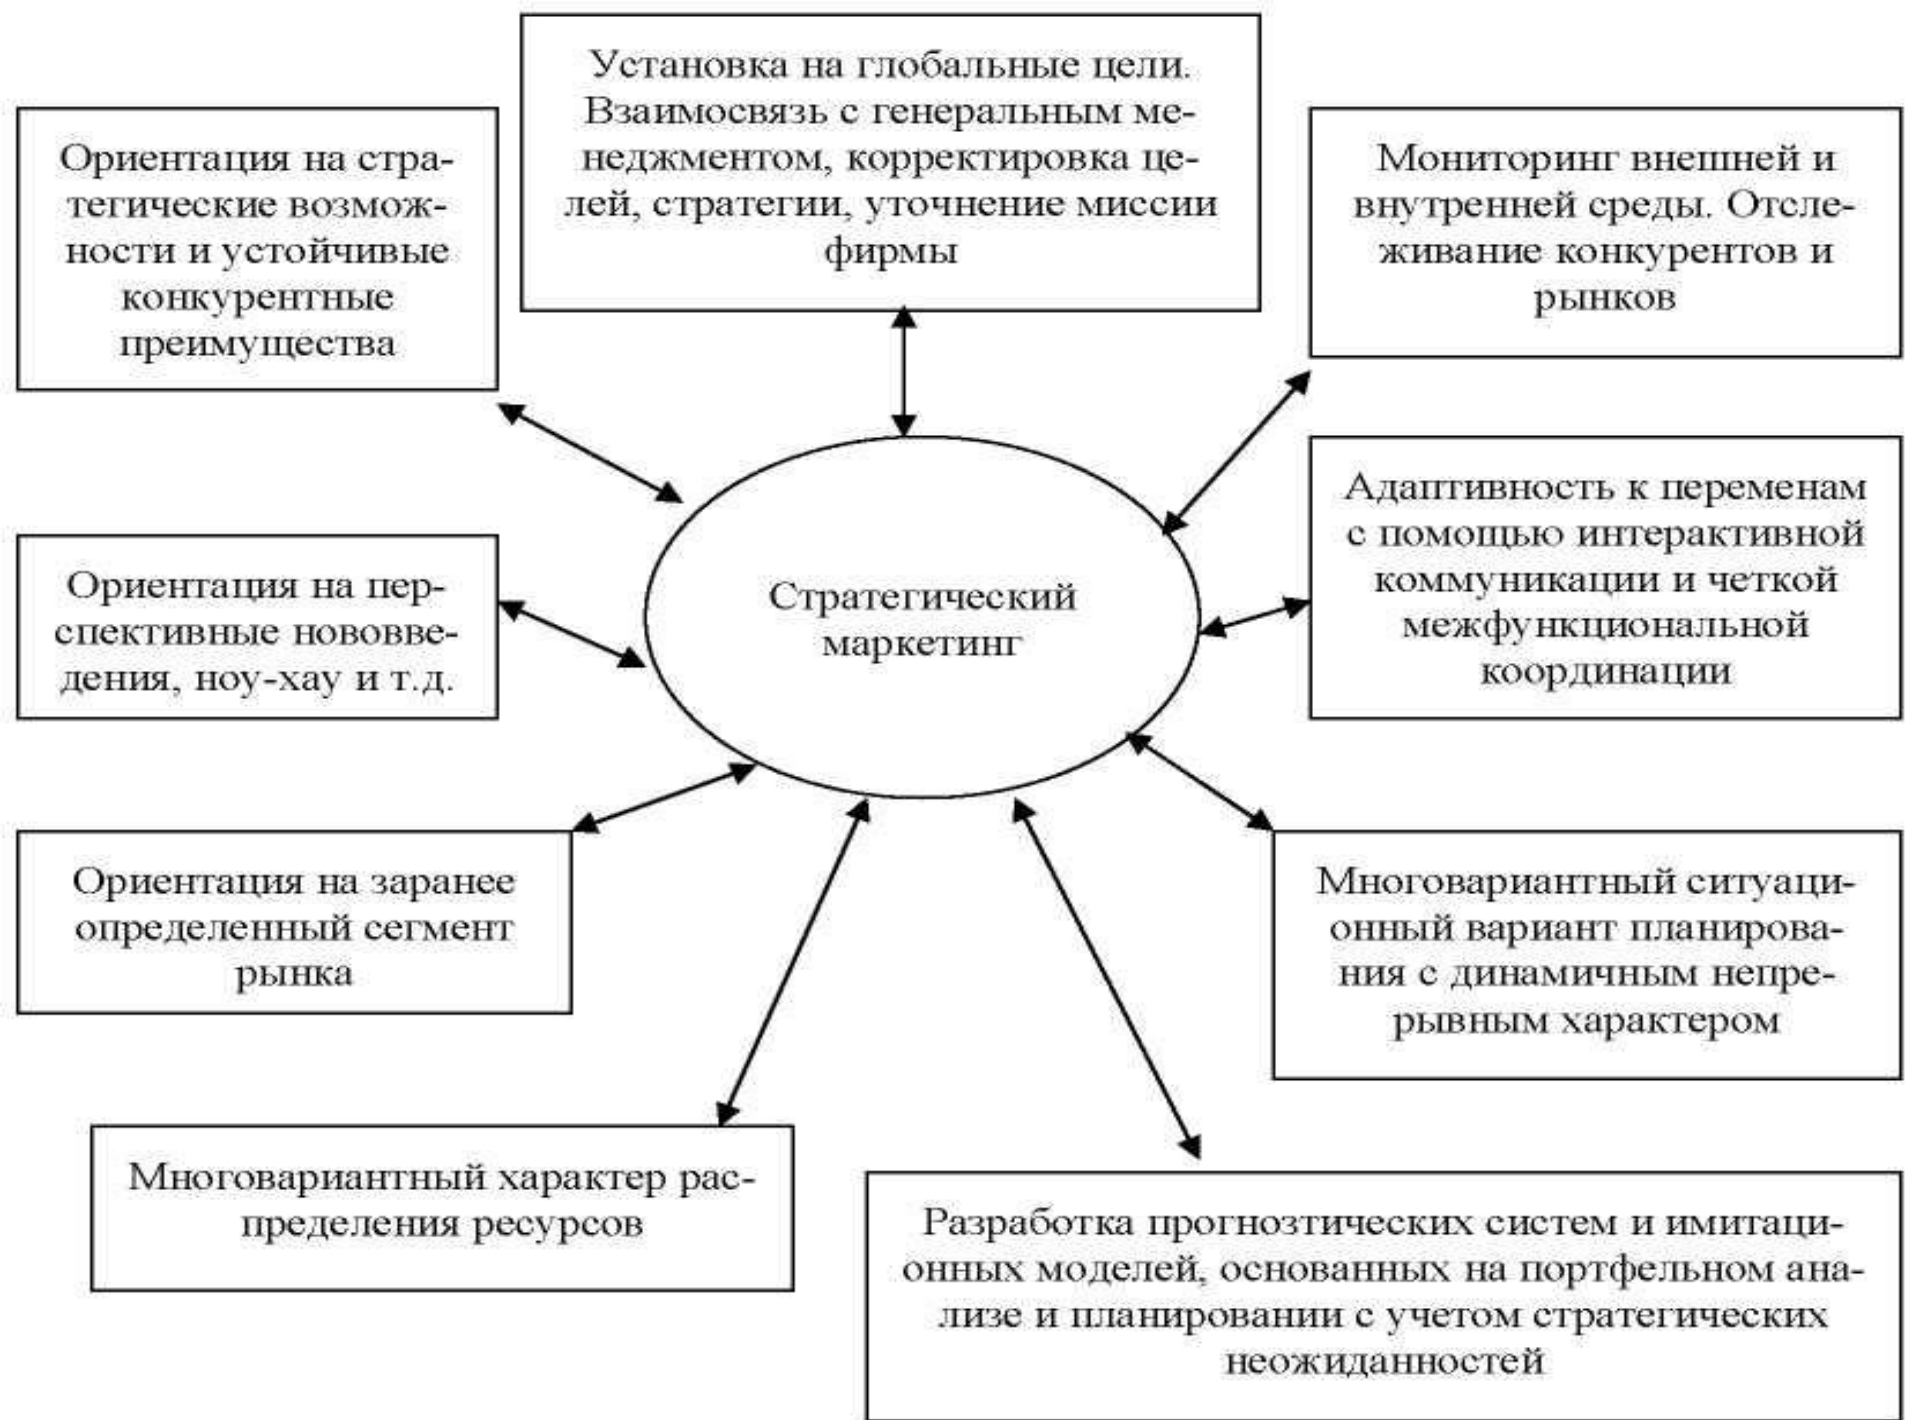 Установка на глобальные цели.
Взаимосвязь с генеральным ме-
неджментом, корректировка це-
лей, стратегии, уточнение миссии
фирмы
Ориентация на стра-
тегические возмож-
ности и устойчивые
конкурентные
преимущества
Мониторинг внешней и
внутренней среды. Отсле-
живание конкурентов и
рынков
Адаптивность к переменам
с помощью интерактивной
коммуникации и четкой
межфункциональной
координации
Ориентация на пер-
спективные нововве-
дения, ноу-хау и т.д.
Стратегический
маркетинг
Ориентация на заранее
определенный сегмент
рынка
Многовариантный ситуаци-
онный вариант планирова-
ния с динамичным непре-
рывным характером
Многовариантный характер рас-
пределения ресурсов
Разработка прогнозтических систем и имитаци-
онных моделей, основанных на портфельном ана-
лизе и планировании с учетом стратегических
неожиданностей